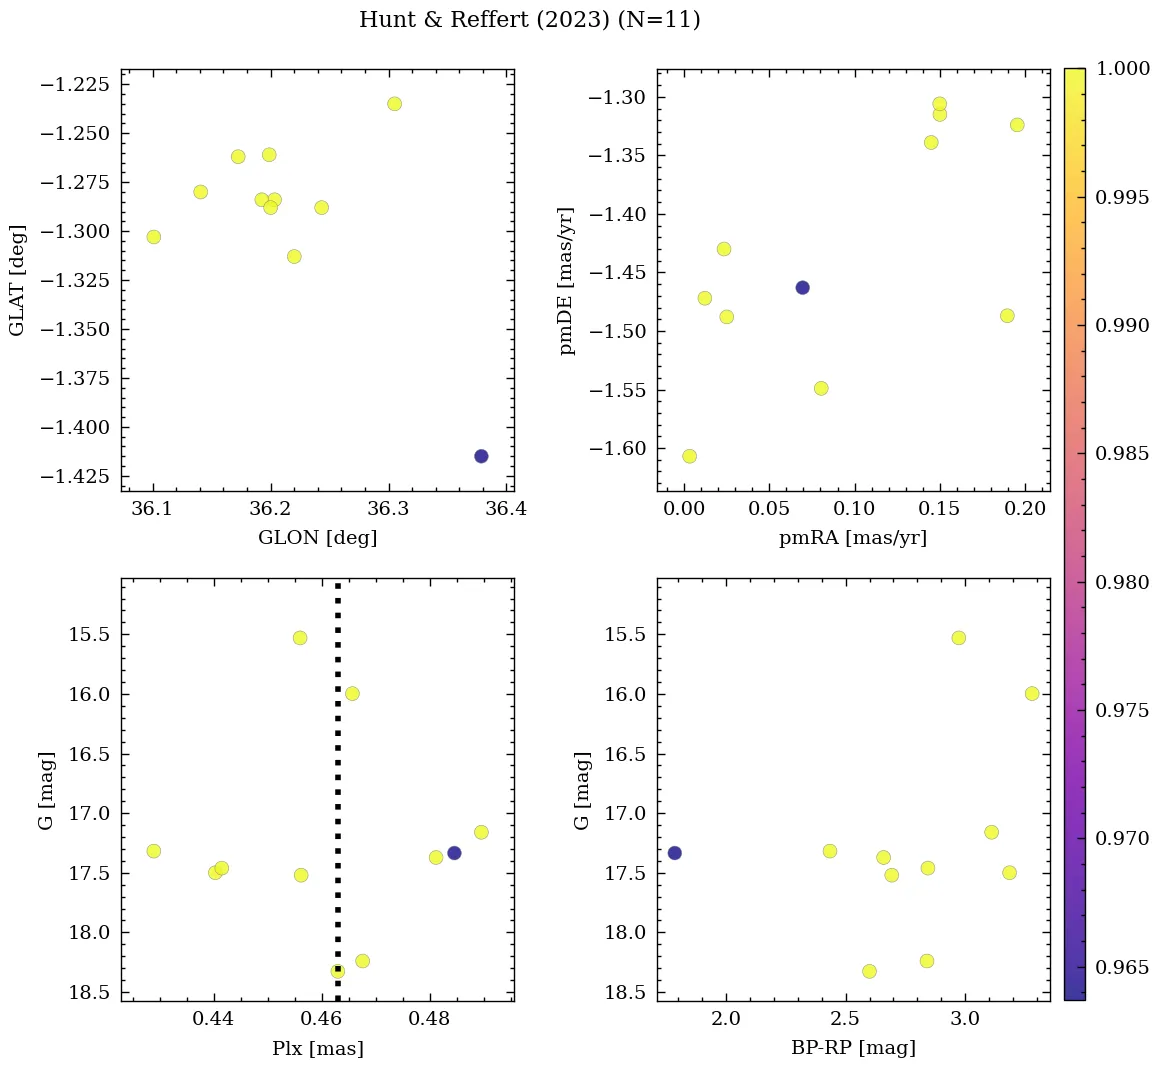 Hunt & Reffert (2023) (N=11)
GLAT [deg]
−1.225
−1.250
−1.275
−1.300
−1.325
−1.350
−1.375
−1.400
−1.425
36.1 36.2 36.3 36.4
GLON [deg]
pmDE [mas/yr]
−1.30
−1.35
−1.40
−1.45
−1.50
−1.55
−1.60
0.00 0.05 0.10 0.15 0.20
pmRA [mas/yr]
G [mag]
15.5
16.0
16.5
17.0
17.5
18.0
18.5
0.44 0.46 0.48
Plx [mas]
G [mag]
15.5
16.0
16.5
17.0
17.5
18.0
18.5
2.0 2.5 3.0
BP-RP [mag]
1.000
0.995
0.990
0.985
0.980
0.975
0.970
0.965